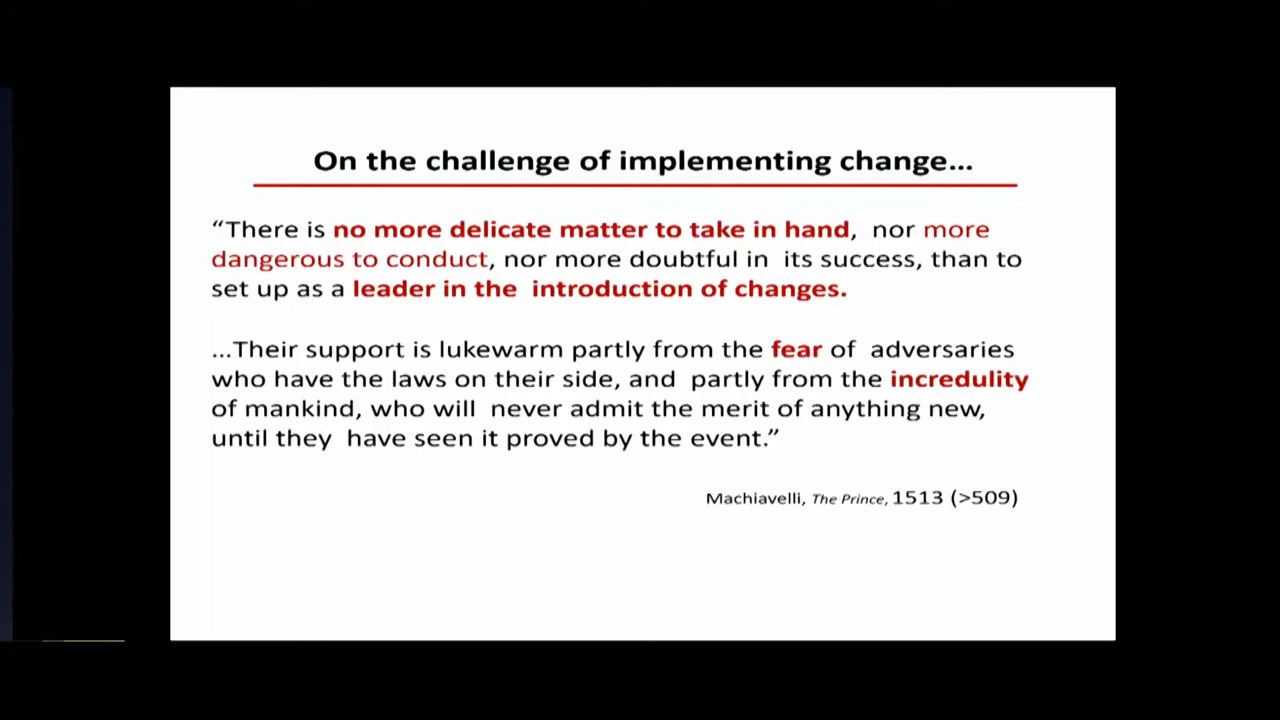 On the challenge of implementing change...
“There is no more delicate matter to take in hand, nor more
dangerous to conduct, nor more doubtful in its success, than to
set up as a leader in the introduction of changes.
...Their support is lukewarm partly from the fear of adversaries
who have the laws on their side, and partly from the incredulity
of mankind, who will never admit the merit of anything new,
until they have seen it proved by the event.”
Machiavelli, The Prince, 1513 (>509)